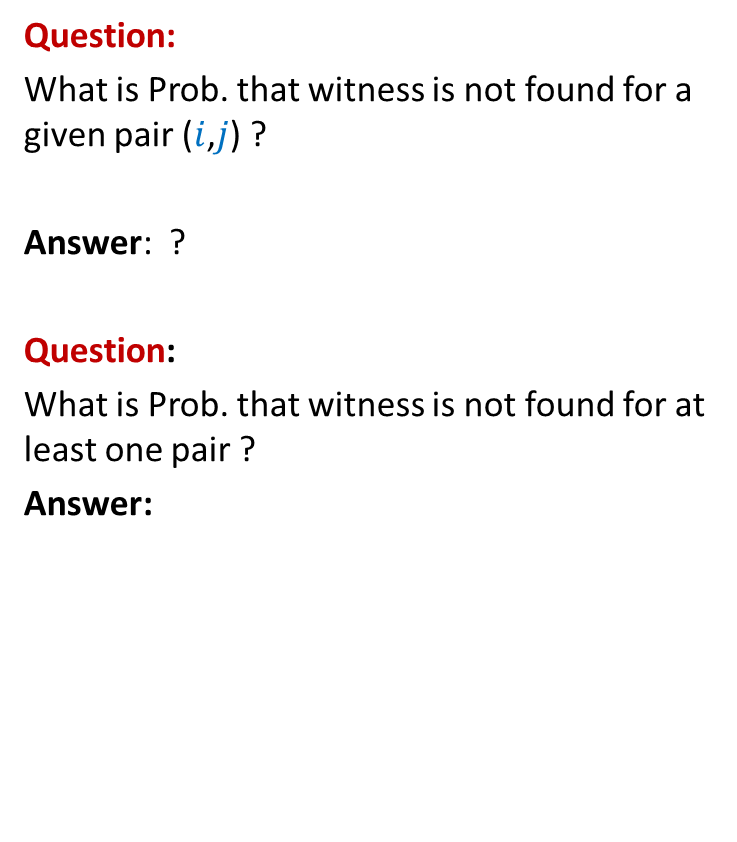 Question:
What is Prob. that witness is not found for a
given pair (i,j) ?
Answer: ?
Question:
What is Prob. that witness is not found for at
least one pair ?
Answer: